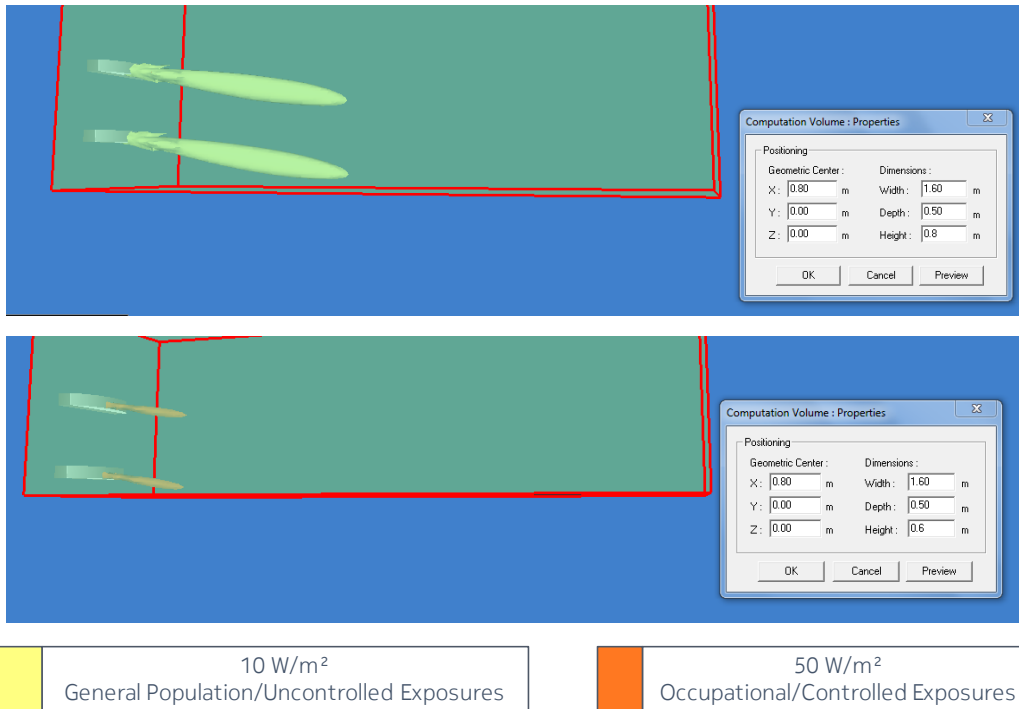 Computation Volume : Properties
Positioning
Geometric Center : Dimensions :
X : 0.80 m Width : 1.60 m
Y : 0.00 m Depth : 0.50 m
Z : 0.00 m Height : 0.8 m
OK Cancel Preview
Computation Volume : Properties
Positioning
Geometric Center : Dimensions :
X : 0.80 m Width : 1.60 m
Y : 0.00 m Depth : 0.50 m
Z : 0.00 m Height : 0.6 m
OK Cancel Preview
10 W/m² 50 W/m²
General Population/Uncontrolled Exposures Occupational/Controlled Exposures